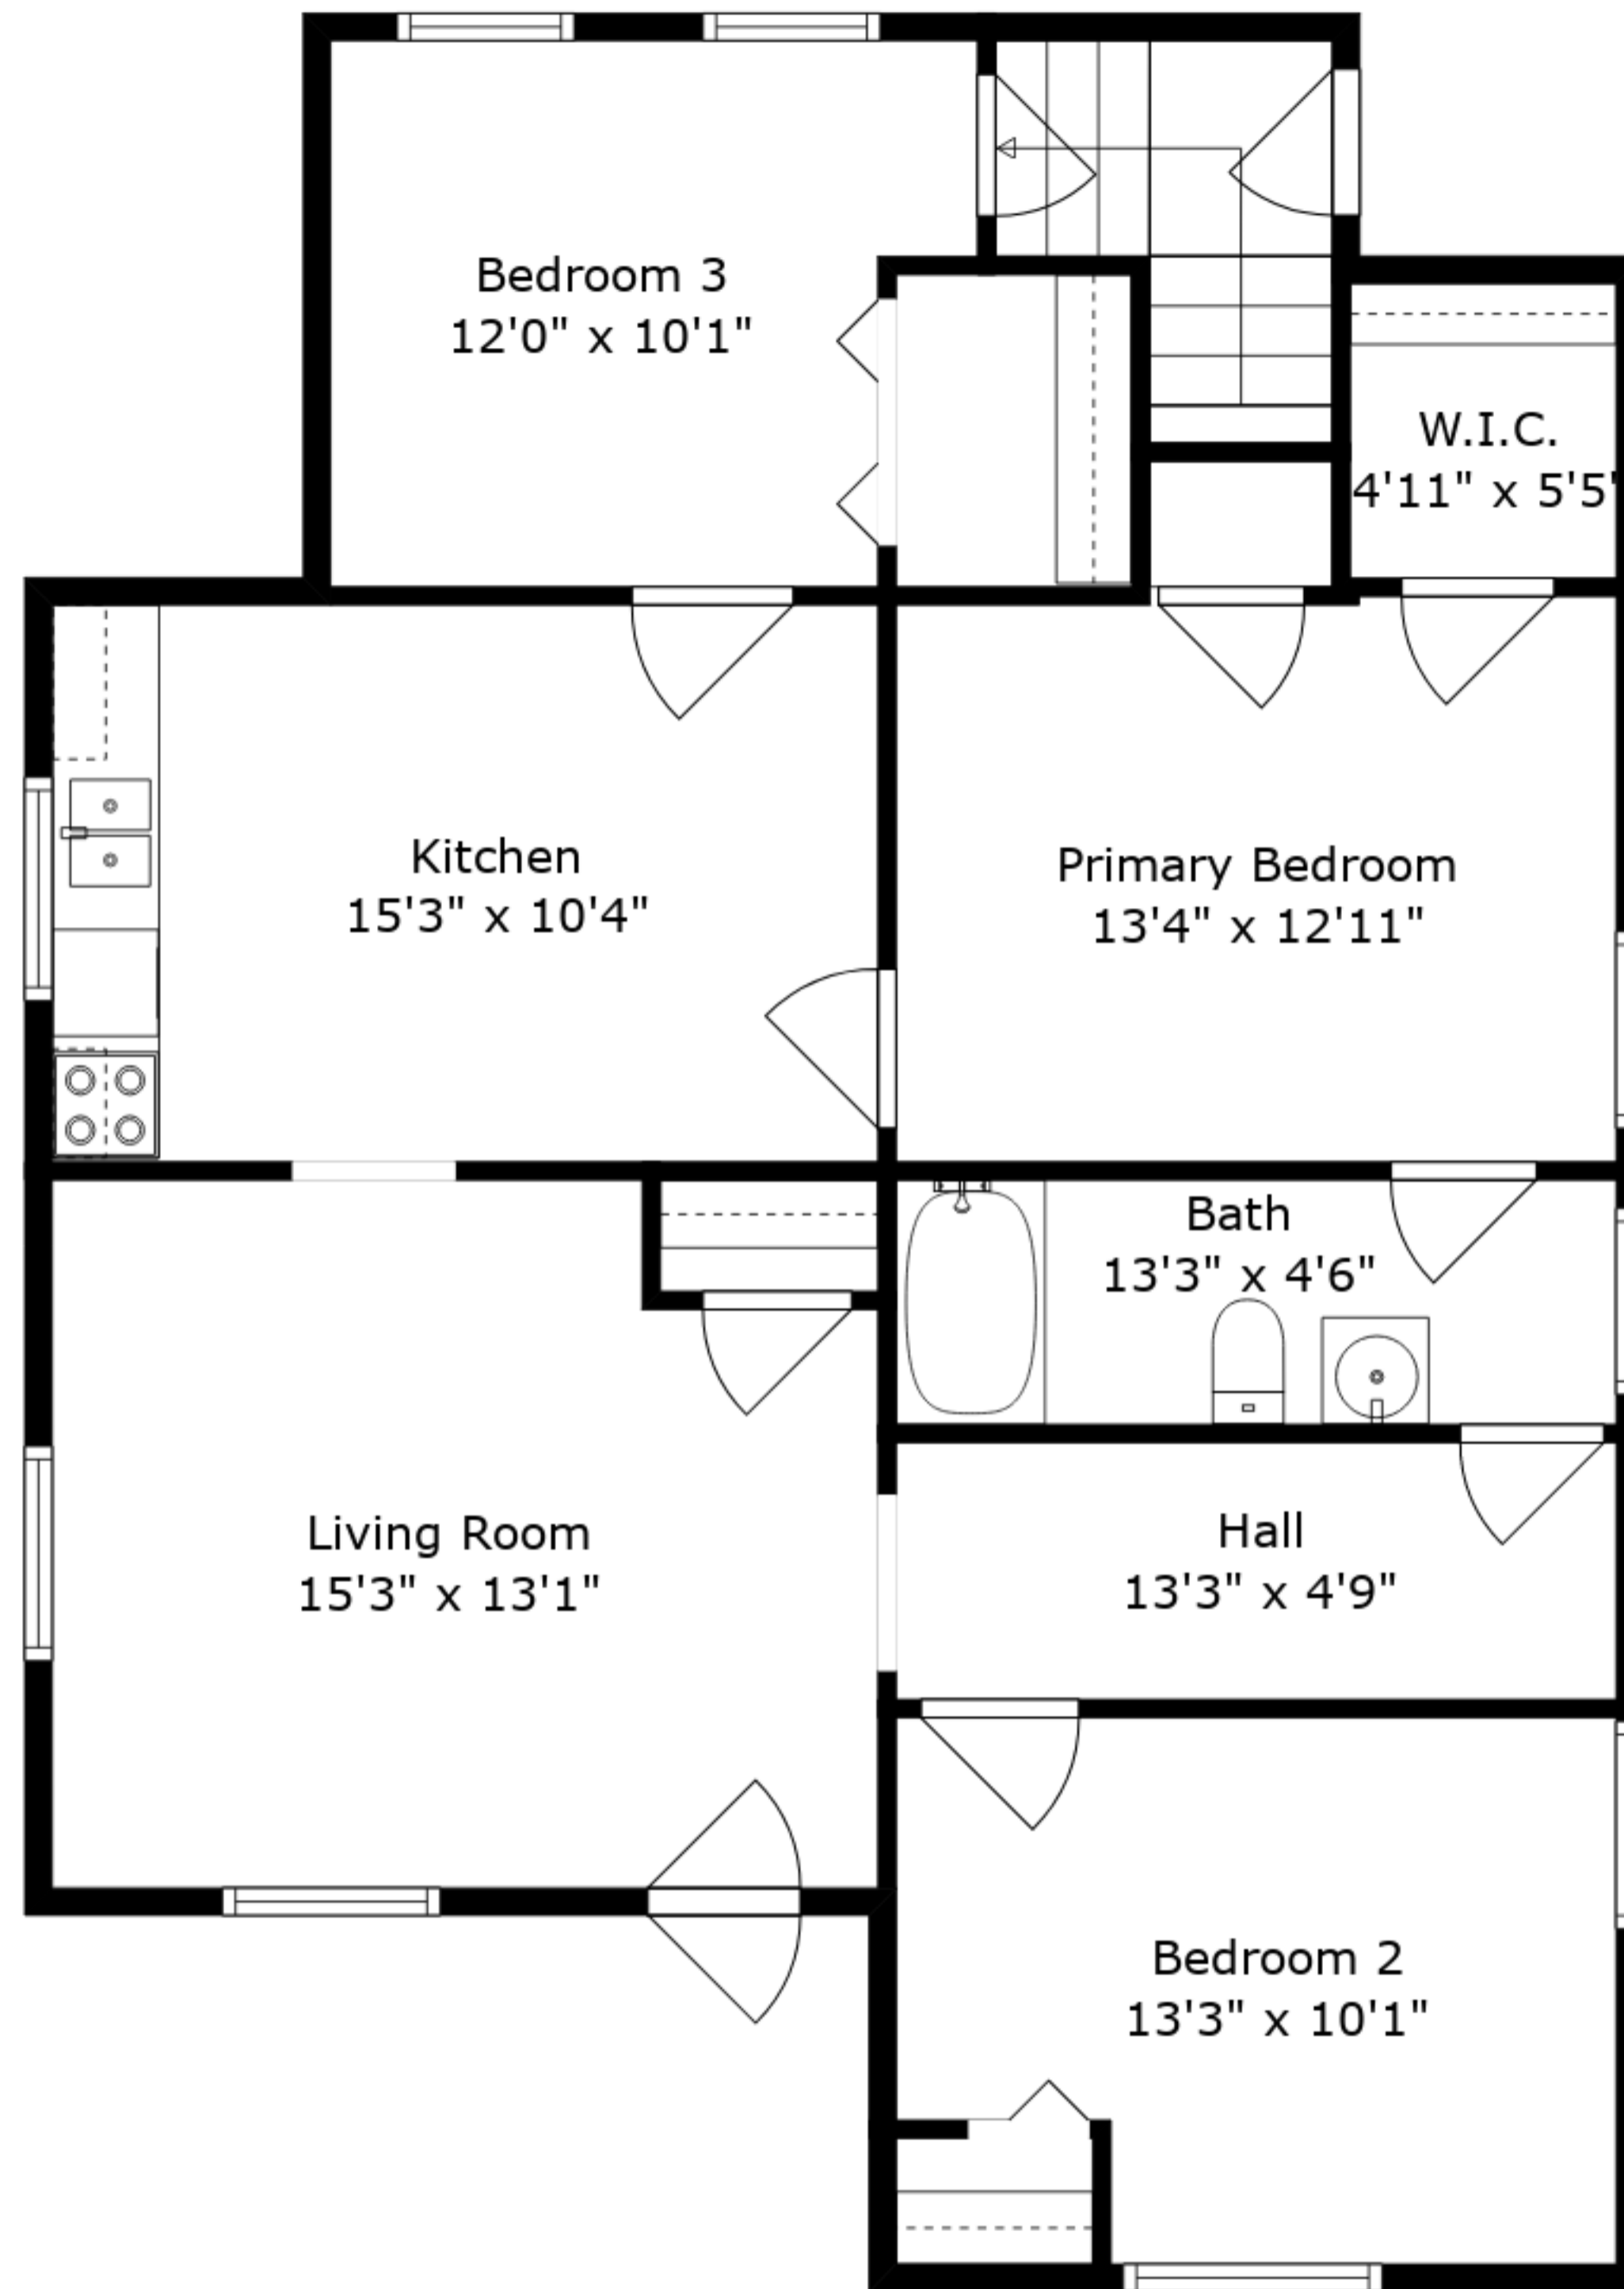 Bedroom 3
12'0" x 10'1"
W.I.C.
4'11" x 5'5"
Kitchen
15'3" x 10'4"
Primary Bedroom
13'4" x 12'11"
Bath
13'3" x 4'6"
Living Room
15'3" x 13'1"
Hall
13'3" x 4'9"
Bedroom 2
13'3" x 10'1"